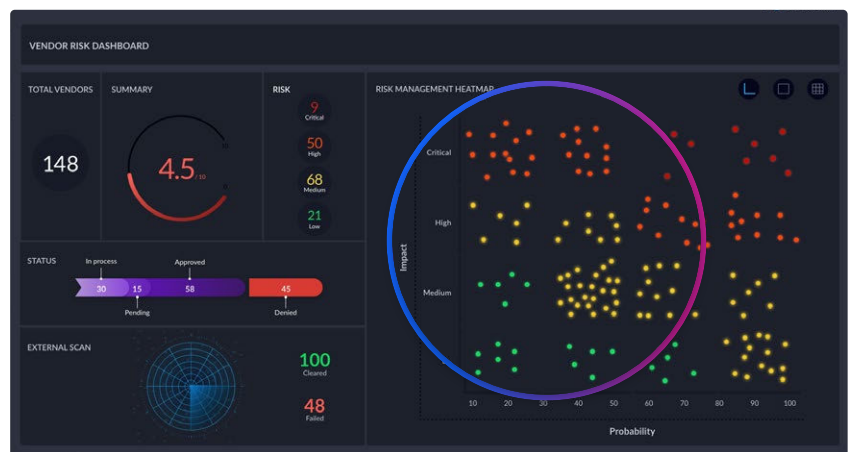 VENDOR RISK DASHBOARD
TOTAL VENDORS
148
SUMMARY
4.5 / 10
RISK
9
Critical
50
High
68
Medium
21
Low
STATUS
In process
Approved
30
15
58
45
Pending
Denied
EXTERNAL SCAN
100
Cleared
48
Failed
RISK MANAGEMENT HEATMAP
Impact
Critical
High
Medium
10 20 30 40 50 60 70 80 90 100
Probability